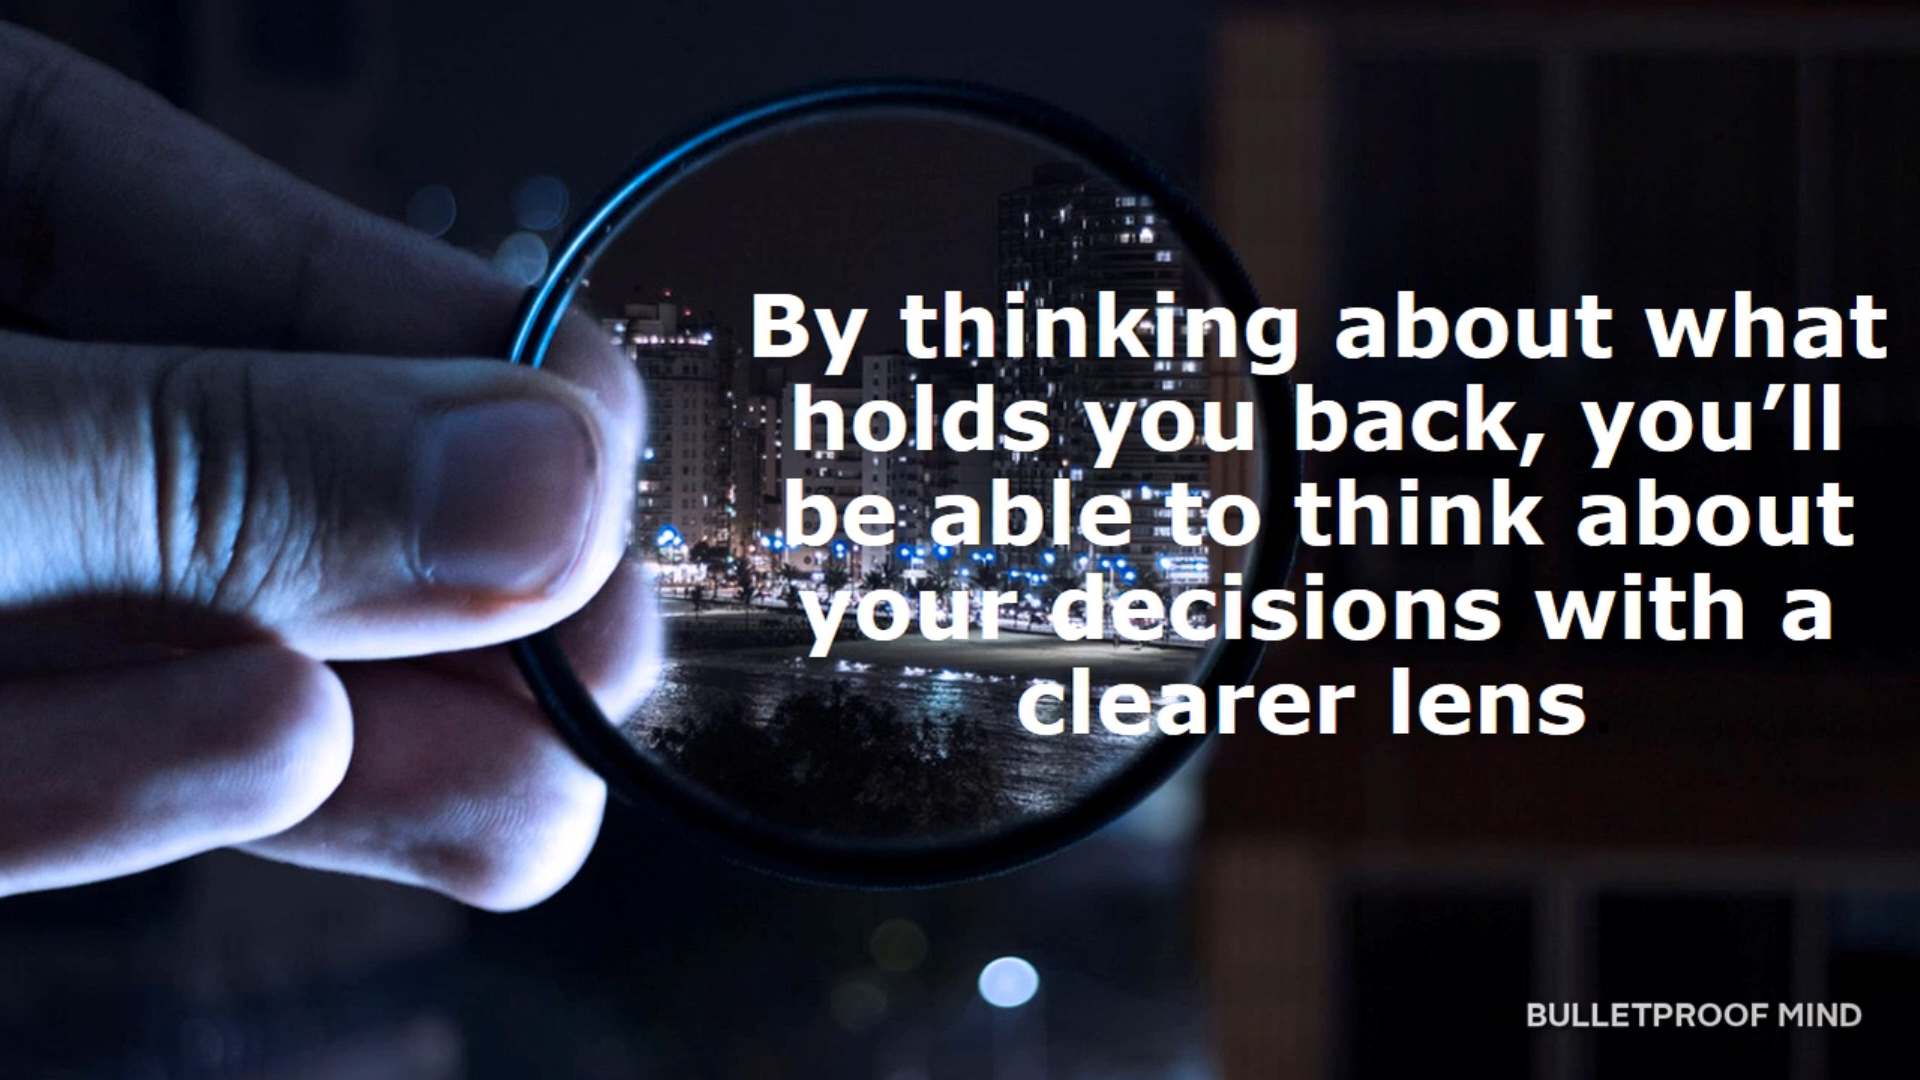 By thinking about what
holds you back, you’ll
be able to think about
your decisions with a
clearer lens
BULLETPROOF MIND